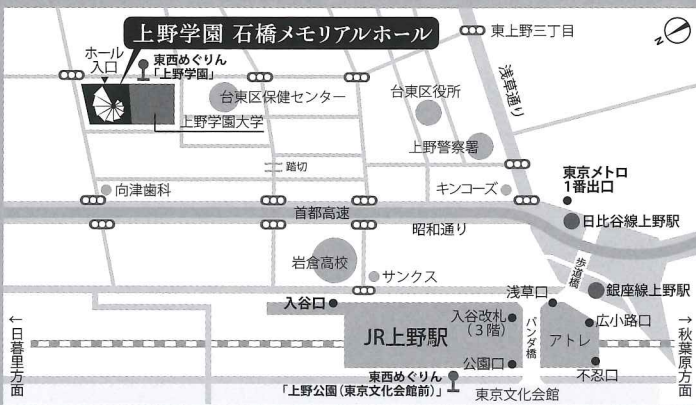 上野学園 石橋メモリアルホール
ホール
入口
東西めぐりん
「上野学園」
東上野三丁目
N
浅草通り
台東区保健センター
台東区役所
上野学園大学
上野警察署
踏切
向津歯科
キンコーズ
東京メトロ
1番出口
首都高速
昭和通り
日比谷線上野駅
歩道橋
岩倉高校
サンクス
銀座線上野駅
入谷口
浅草口
JR上野駅
入谷改札
(3階)
パンダ橋
アトレ
広小路口
公園口
不忍口
東西めぐりん
「上野公園(東京文化会館前)」
東京文化会館
←日暮里方面
→秋葉原方面